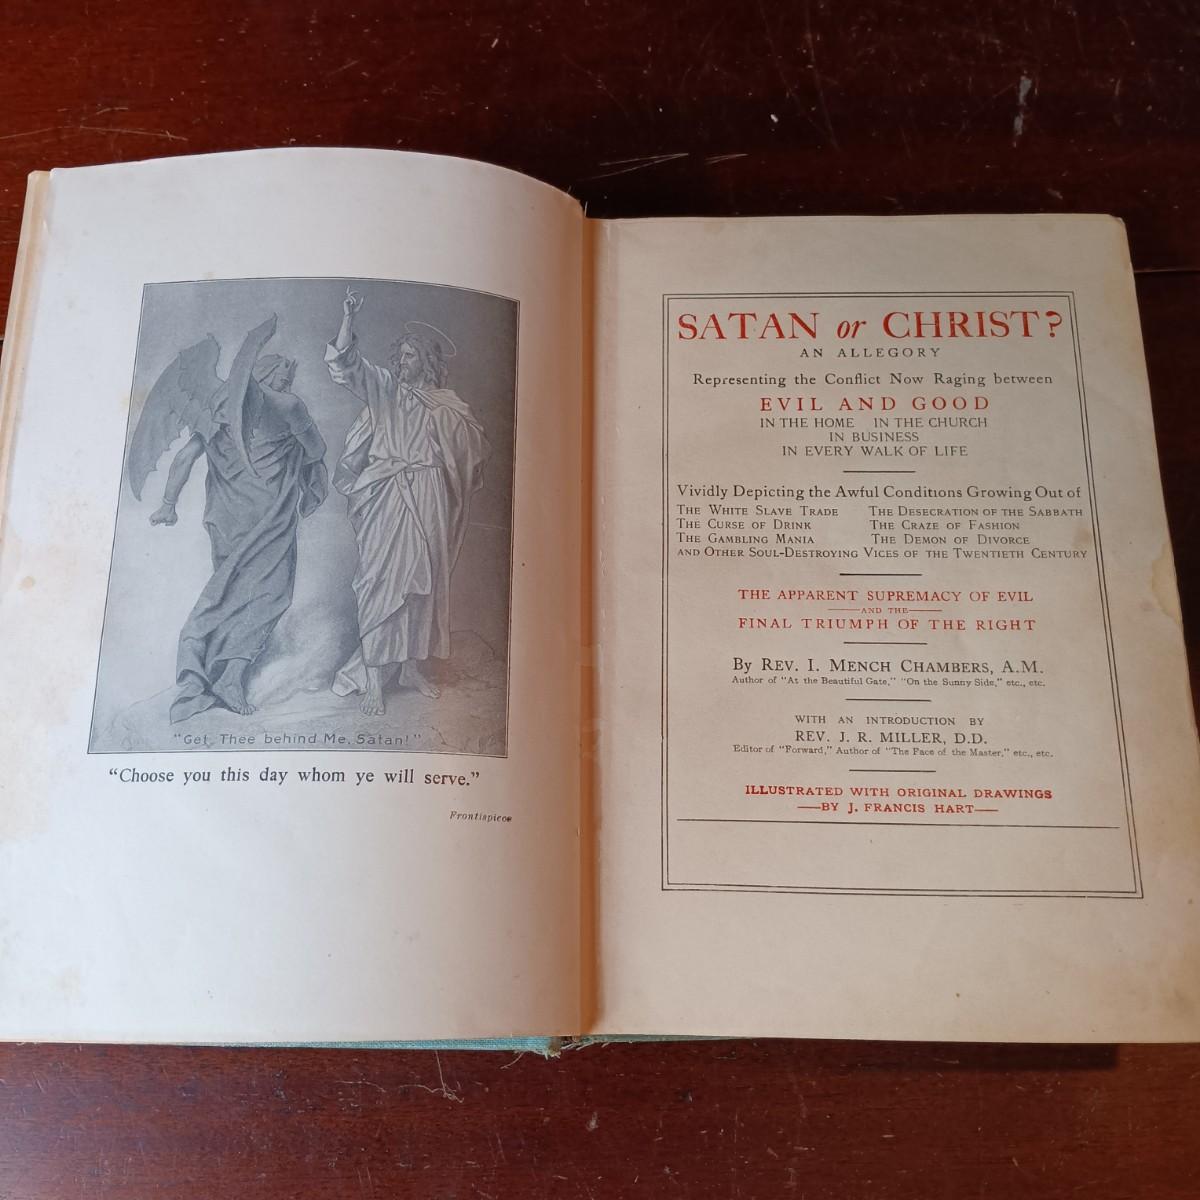 "Get Thee behind Me, Satan!"
"Choose you this day whom ye will serve."
Frontispiece
SATAN or CHRIST?
AN ALLEGORY
Representing the Conflict Now Raging between
EVIL AND GOOD
IN THE HOME IN THE CHURCH
IN BUSINESS
IN EVERY WALK OF LIFE
Vividly Depicting the Awful Conditions Growing Out of
THE WHITE SLAVE TRADE THE DESECRATION OF THE SABBATH
THE CURSE OF DRINK THE CRAZE OF FASHION
THE GAMBLING MANIA THE DEMON OF DIVORCE
AND OTHER SOUL-DESTROYING VICES OF THE TWENTIETH CENTURY
THE APPARENT SUPREMACY OF EVIL
—AND THE—
FINAL TRIUMPH OF THE RIGHT
By REV. I. MENCH CHAMBERS, A.M.
Author of "At the Beautiful Gate," "On the Sunny Side," etc., etc.
WITH AN INTRODUCTION BY
REV. J. R. MILLER, D.D.
Editor of "Forward," Author of "The Face of the Master," etc., etc.
ILLUSTRATED WITH ORIGINAL DRAWINGS
—BY J. FRANCIS HART—